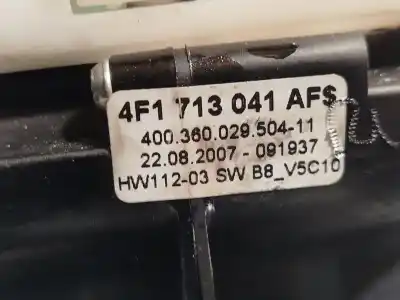 4F1 713 041 AF$
400.360.029.504-11
22.08.2007 - 091937
HW112-03 SW B8_V5C10